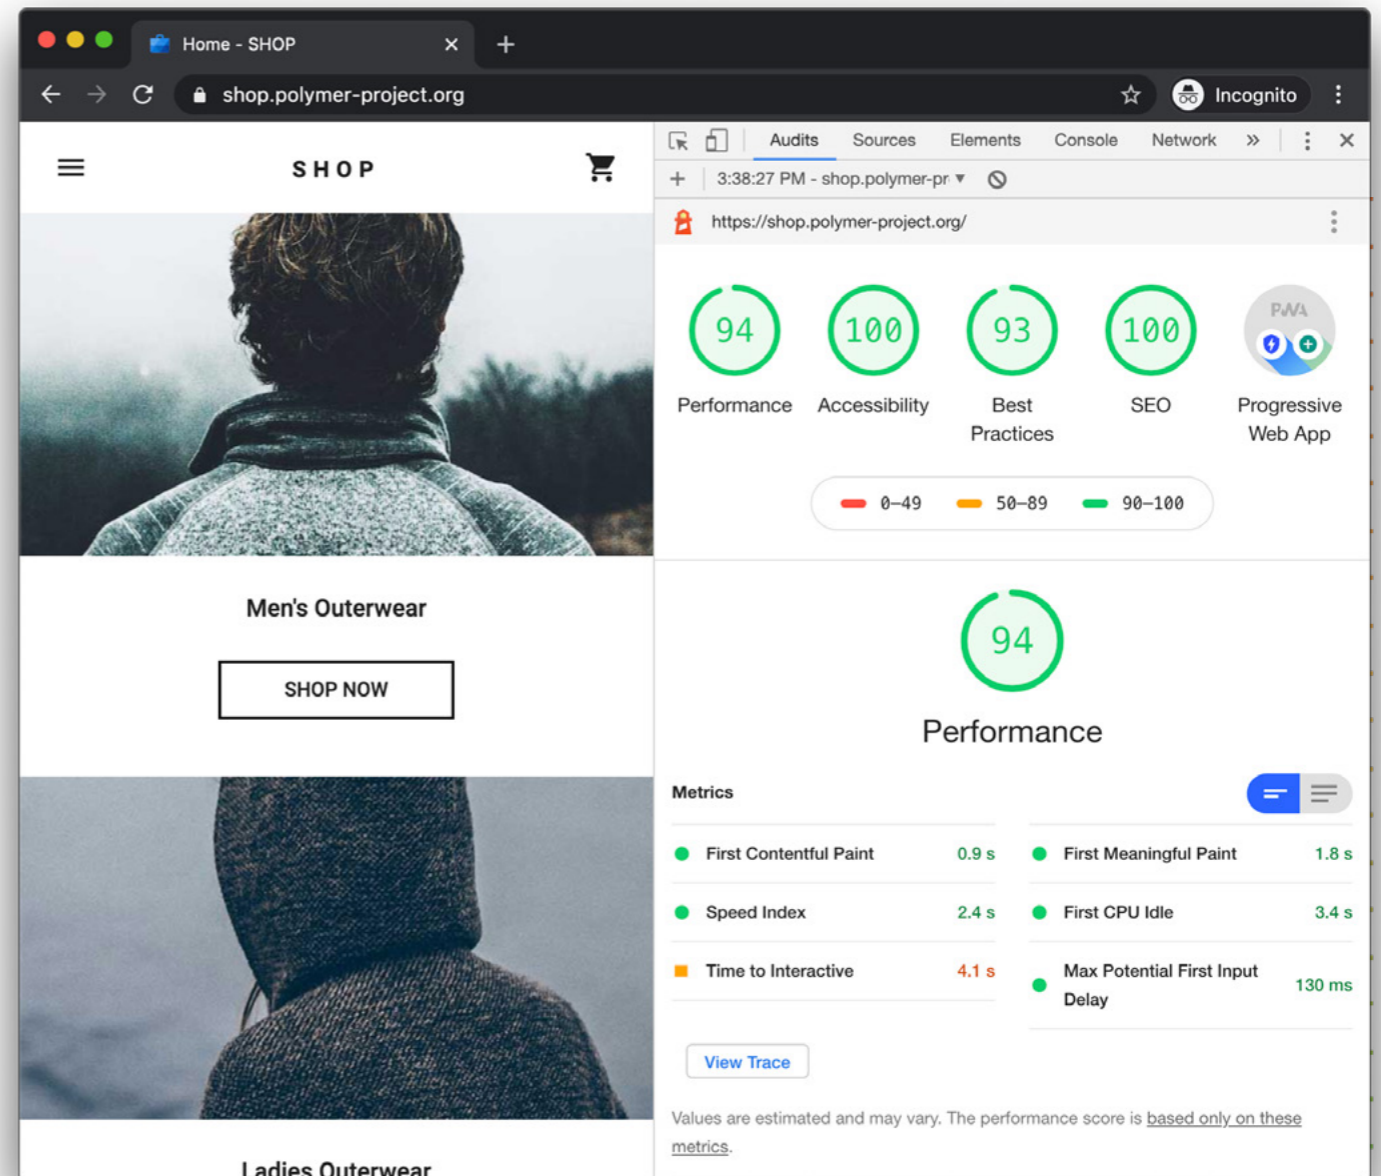 Home - SHOP
shop.polymer-project.org
Incognito
SHOP
Men's Outerwear
SHOP NOW
Ladies Outerwear
Audits Sources Elements Console Network
3:38:27 PM - shop.polymer-pr
https://shop.polymer-project.org/
94 100 93 100 PWA
Performance Accessibility Best Practices SEO Progressive Web App
0–49 50–89 90–100
94
Performance
Metrics
First Contentful Paint 0.9 s
First Meaningful Paint 1.8 s
Speed Index 2.4 s
First CPU Idle 3.4 s
Time to Interactive 4.1 s
Max Potential First Input
Delay 130 ms
View Trace
Values are estimated and may vary. The performance score is based only on these
metrics.